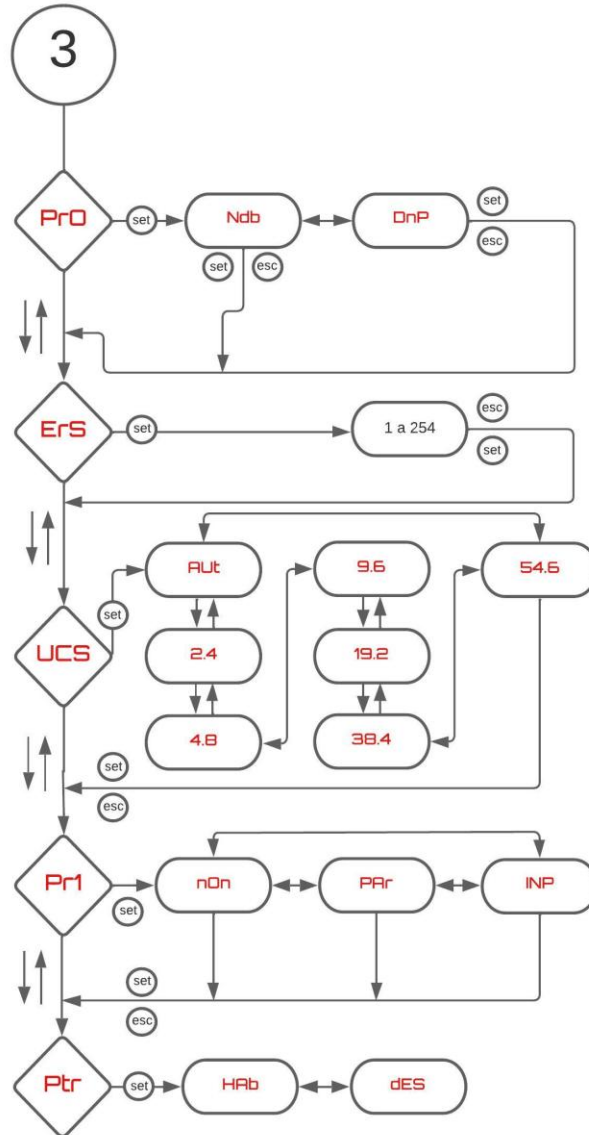 3
Pr0
set
Ndb
DnP
set
esc
set
esc
ErS
set
1 a 254
esc
set
UCS
set
AUt
2.4
4.8
9.6
19.2
38.4
54.6
set
esc
Pr1
set
n0n
PAr
INP
set
esc
Ptr
set
HAb
dES